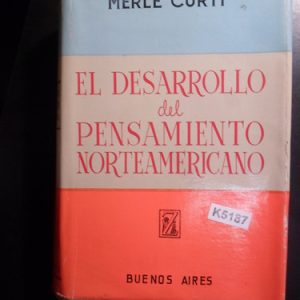 MERLE CURTI
EL DESARROLLO
del
PENSAMIENTO
NORTEAMERICANO
K5187
BUENOS AIRES